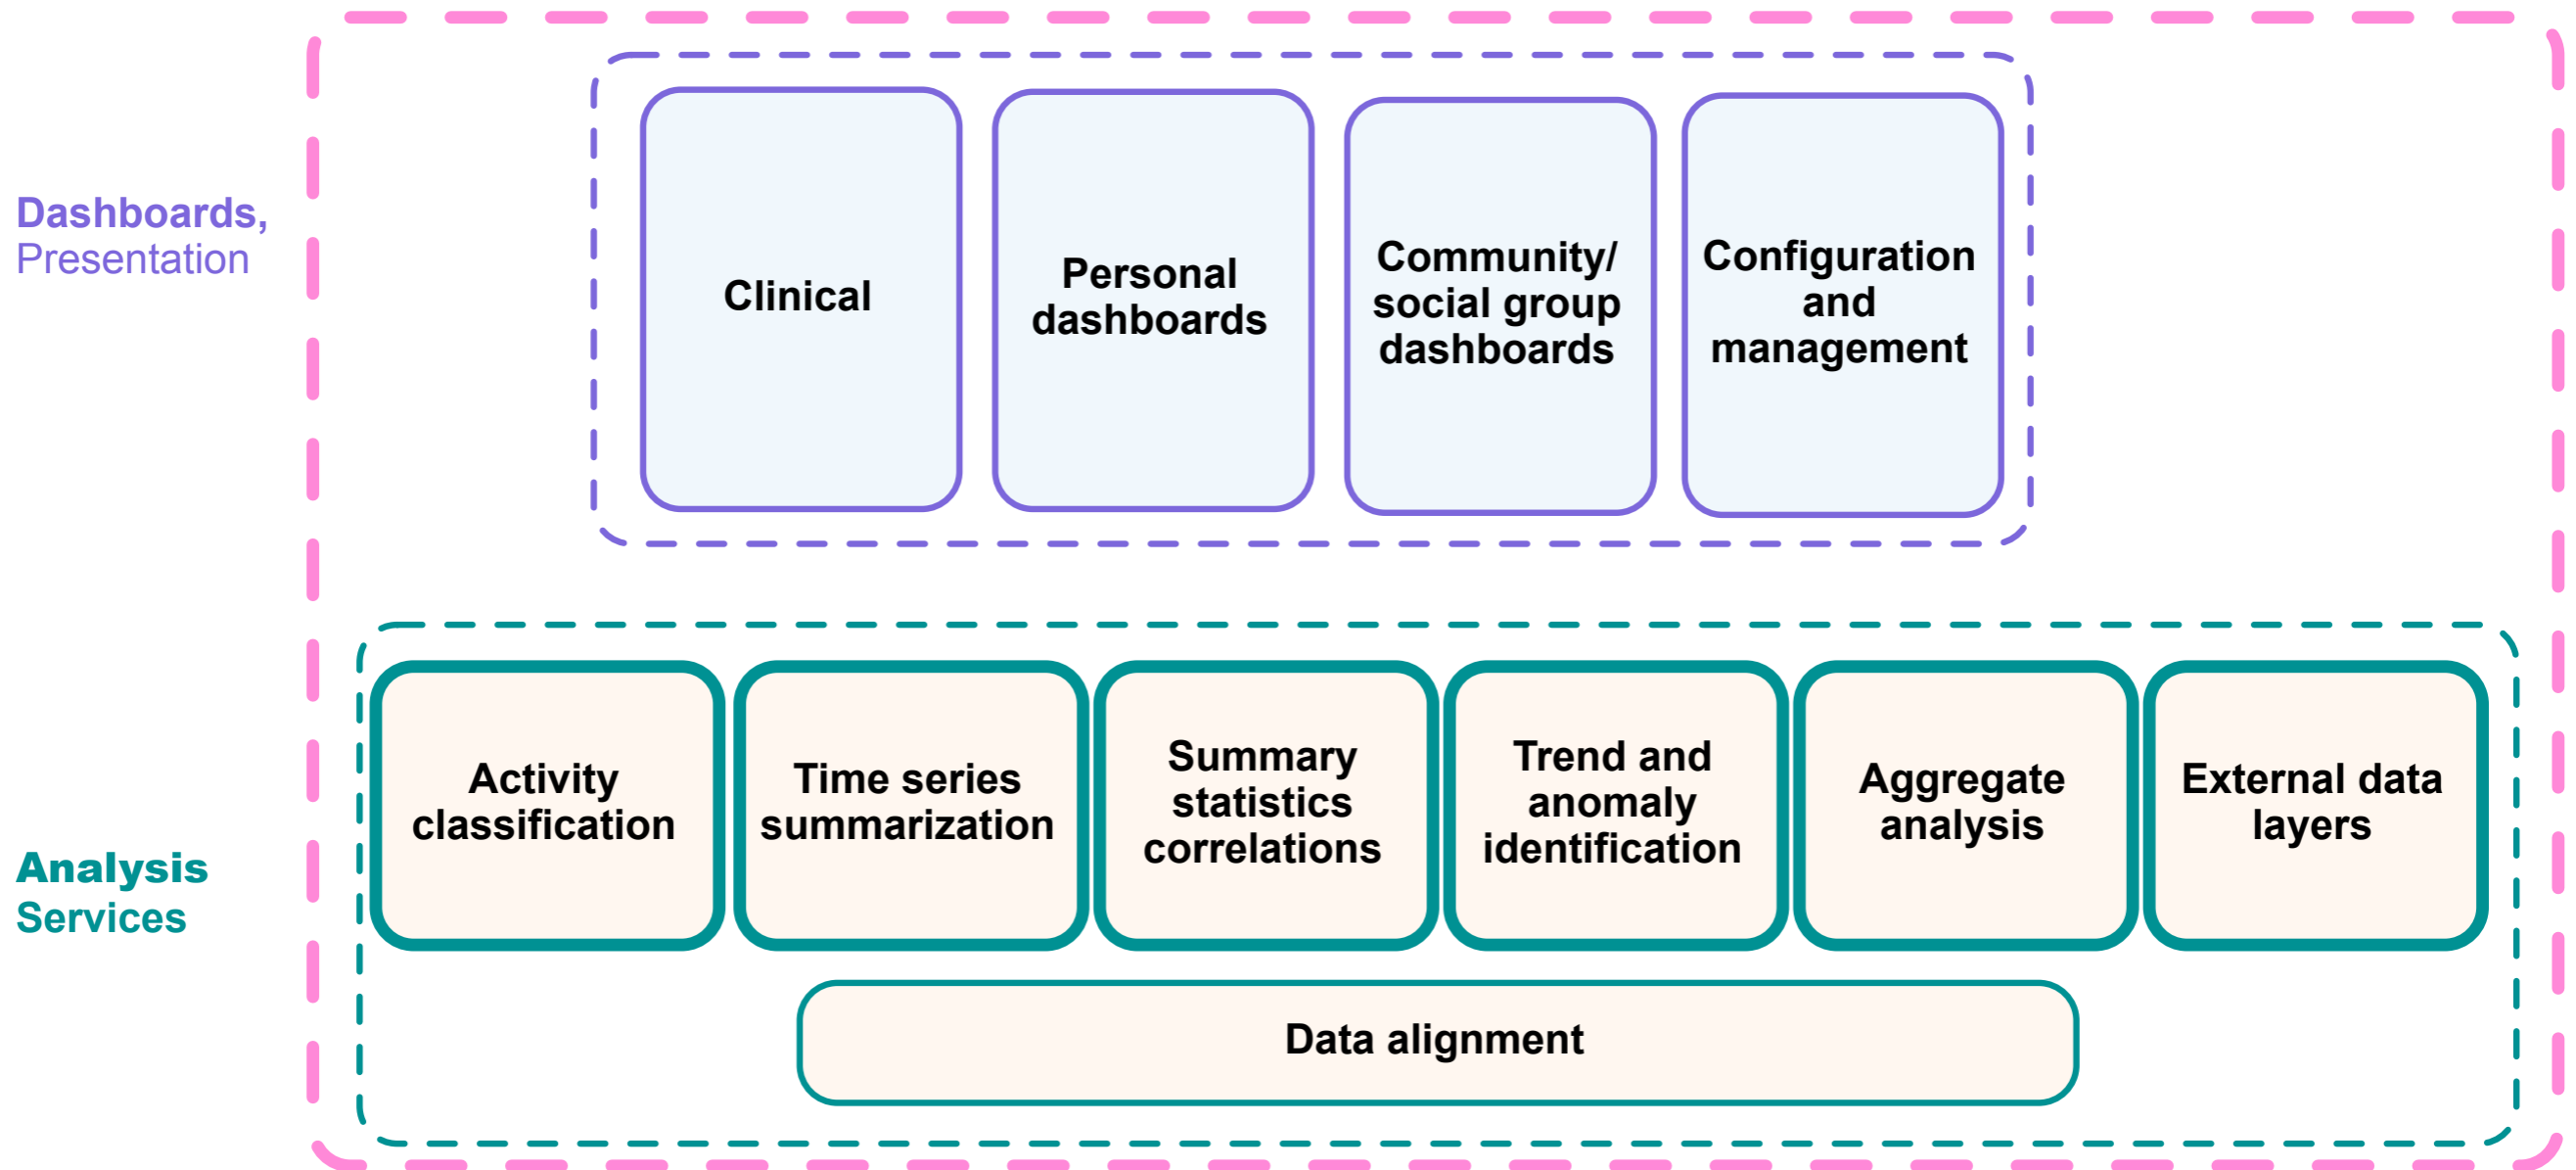 Dashboards,
Presentation
Clinical
Personal
dashboards
Community/
social group
dashboards
Configuration
and
management
Analysis
Services
Activity
classification
Time series
summarization
Summary
statistics
correlations
Trend and
anomaly
identification
Aggregate
analysis
External data
layers
Data alignment